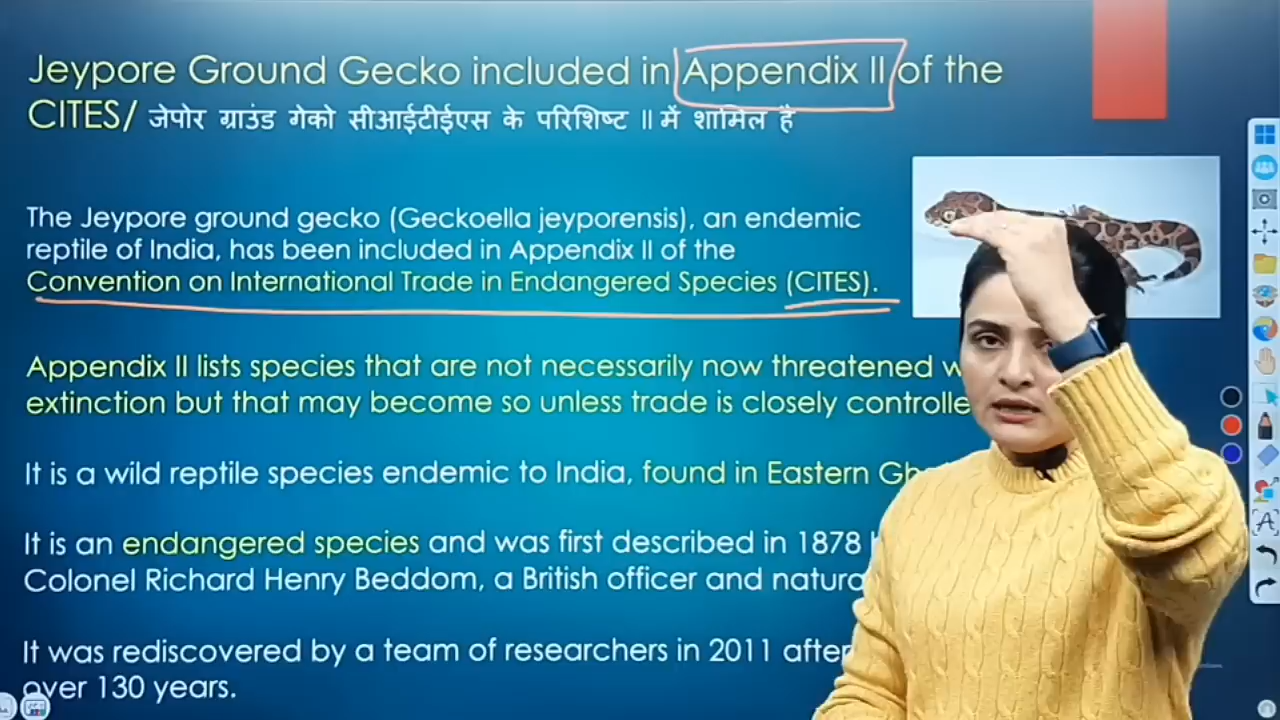 Jeypore Ground Gecko included in Appendix II of the
CITES/ जेपोर ग्राउंड गेको सीआईटीईएस के परिशिष्ट II में शामिल है
The Jeypore ground gecko (Geckoella jeyporensis), an endemic
reptile of India, has been included in Appendix II of the
Convention on International Trade in Endangered Species (CITES).
Appendix II lists species that are not necessarily now threatened
extinction but that may become so unless trade is closely
It is a wild reptile species endemic to India, found in Eastern
It is an endangered species and was first described in 1878
Colonel Richard Henry Beddom, a British officer and
It was rediscovered by a team of researchers in 2011 after
over 130 years.